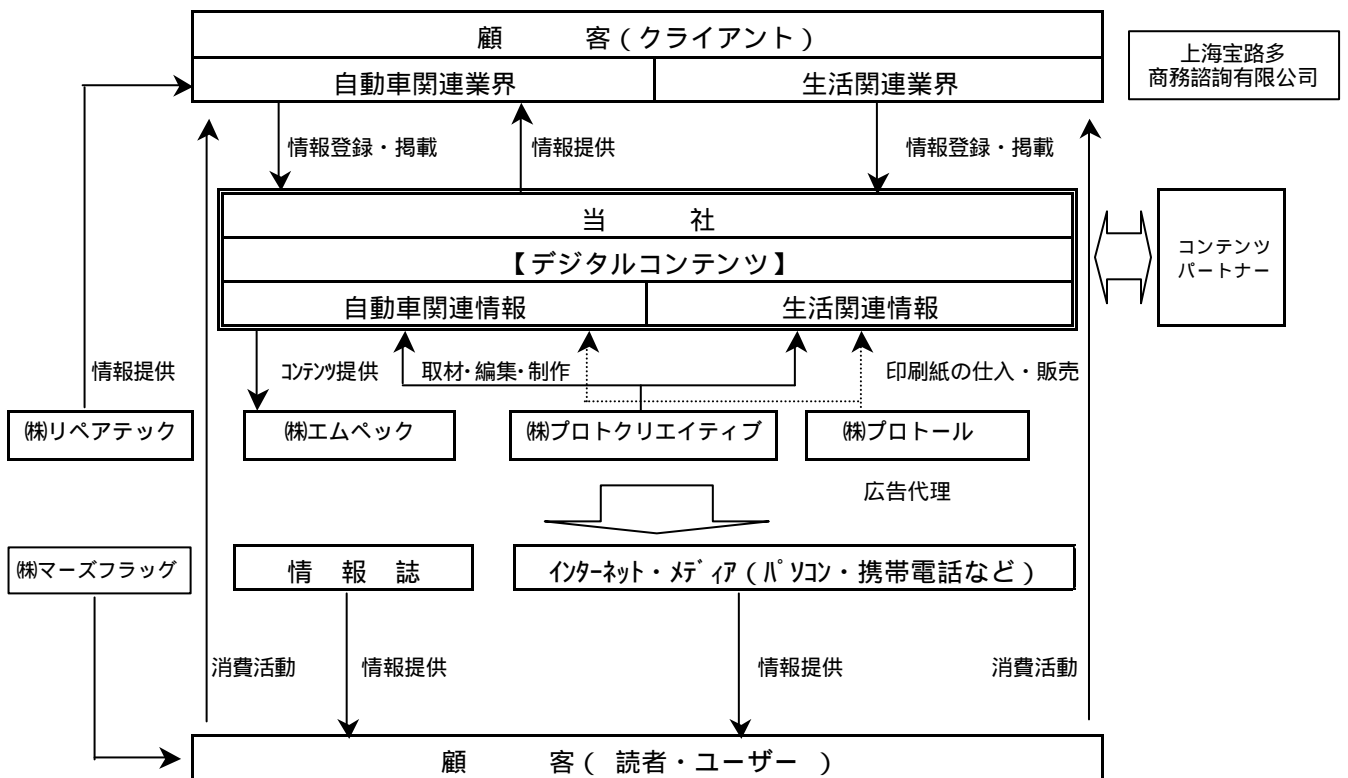 顧　　客（クライアント）
自動車関連業界　生活関連業界
上海宝路多
商務諮詢有限公司
情報登録・掲載　情報提供　情報登録・掲載
当　　社
【デジタルコンテンツ】
自動車関連情報　生活関連情報
コンテンツ
パートナー
情報提供　ｺﾝﾃﾝﾂ提供　取材・編集・制作　印刷紙の仕入・販売
㈱リペアテック　㈱エムペック　㈱プロトクリエイティブ　㈱プロトール
広告代理
㈱マーズフラッグ　情　報　誌　ｲﾝﾀｰﾈｯﾄ・ﾒﾃﾞｨｱ（ﾊﾟｿｺﾝ・携帯電話など）
消費活動　情報提供　情報提供　消費活動
顧　　客（ 読者・ユーザー ）